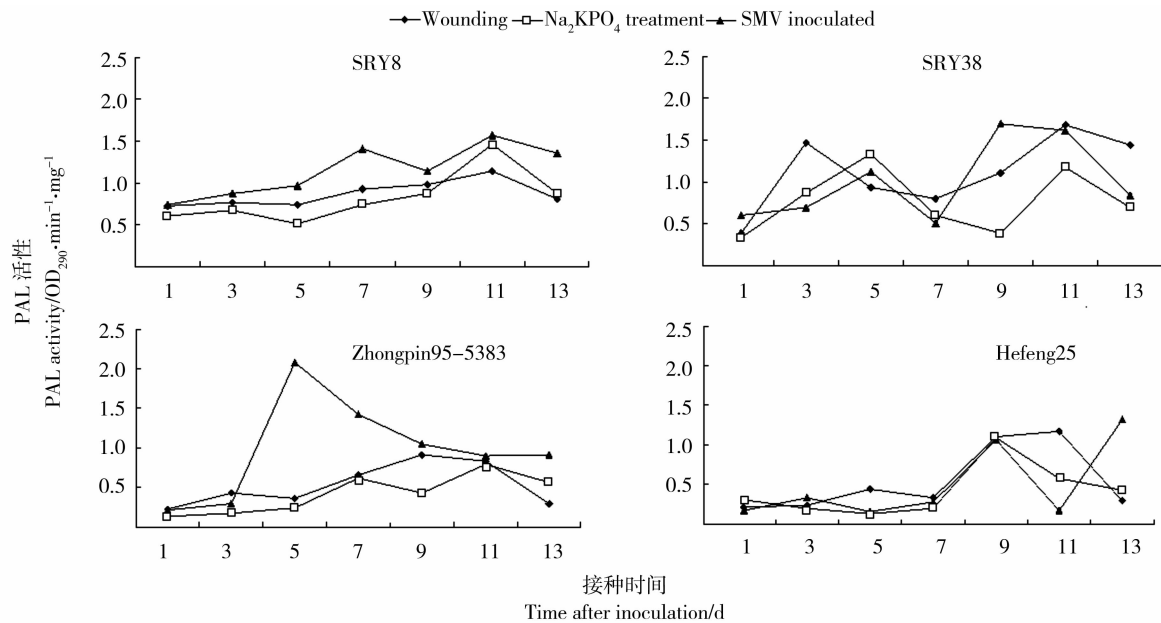 Wounding Na₂KPO₄ treatment SMV inoculated
SRY8
2.5
2.0
1.5
1.0
0.5
1 3 5 7 9 11 13
SRY38
2.5
2.0
1.5
1.0
0.5
1 3 5 7 9 11 13
PAL 活性
PAL activity/OD₂₉₀·min⁻¹·mg⁻¹
Zhongpin95-5383
2.5
2.0
1.5
1.0
0.5
1 3 5 7 9 11 13
Hefeng25
2.5
2.0
1.5
1.0
0.5
1 3 5 7 9 11 13
接种时间
Time after inoculation/d